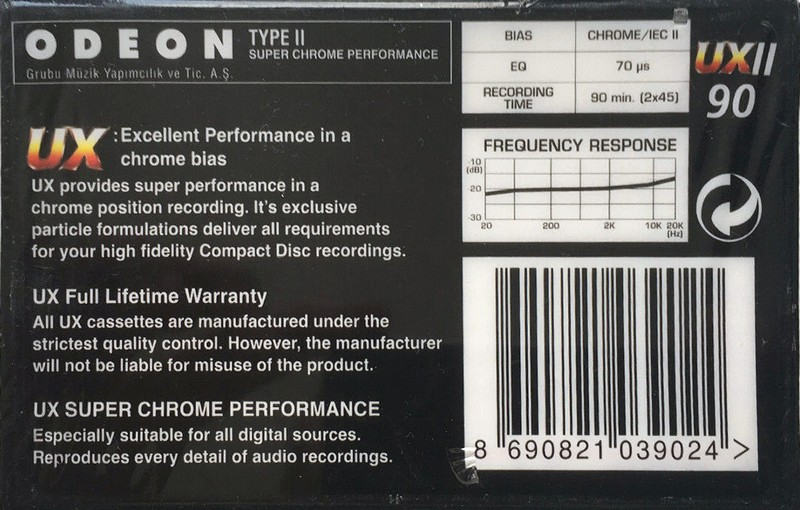 ODEON TYPE II
SUPER CHROME PERFORMANCE
Grubu Müzik Yapımcılık ve Tic. A.Ş.
BIAS CHROME/IEC II
EQ 70 µs
RECORDING TIME 90 min. (2x45)
UXII
90
UX : Excellent Performance in a
chrome bias
UX provides super performance in a
chrome position recording. It's exclusive
particle formulations deliver all requirements
for your high fidelity Compact Disc recordings.
UX Full Lifetime Warranty
All UX cassettes are manufactured under the
strictest quality control. However, the manufacturer
will not be liable for misuse of the product.
UX SUPER CHROME PERFORMANCE
Especially suitable for all digital sources.
Reproduces every detail of audio recordings.
FREQUENCY RESPONSE
-10
(dB)
-20
-30
20 200 2K 10K 20K
(Hz)
8 690821 039024 >